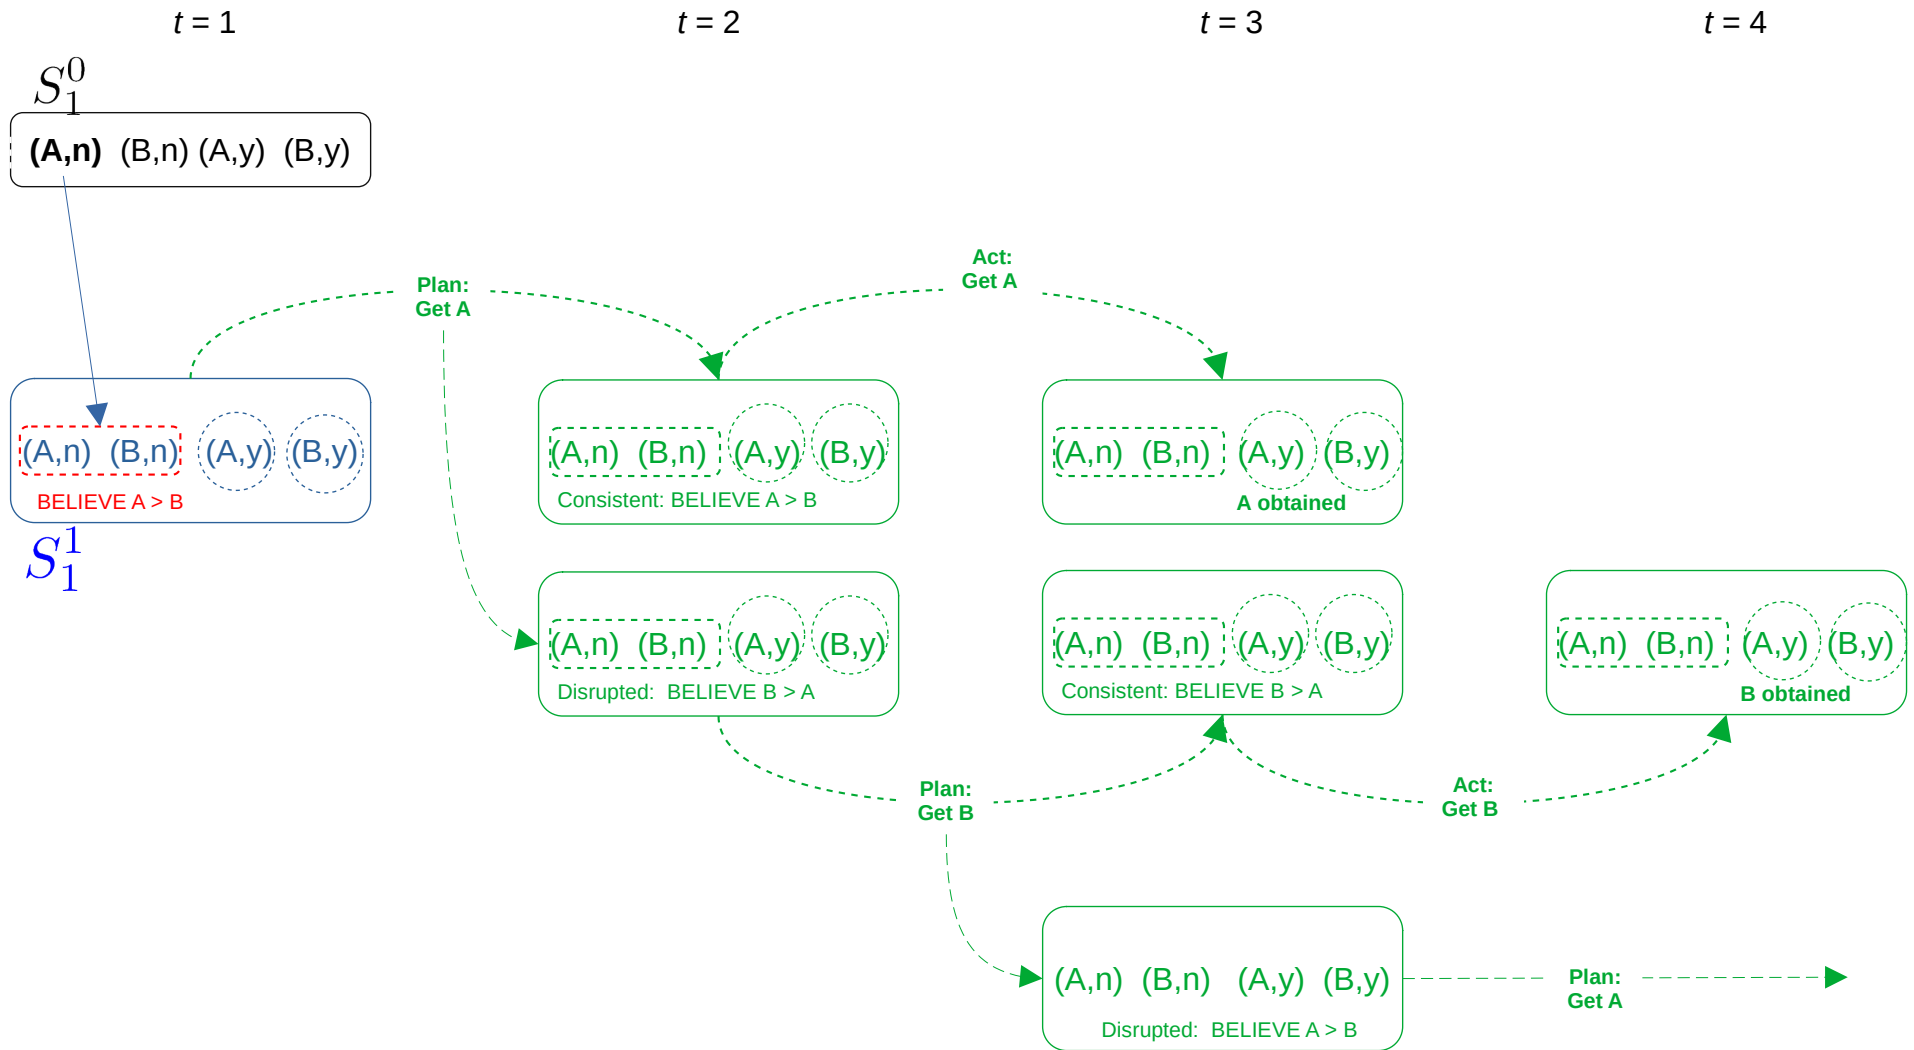 t = 1
t = 2
t = 3
t = 4
S_1^0
(A,n) (B,n) (A,y) (B,y)
Act:
Get A
Plan:
Get A
(A,n) (B,n) (A,y) (B,y)
BELIEVE A > B
S_1^1
(A,n) (B,n) (A,y) (B,y)
Consistent: BELIEVE A > B
(A,n) (B,n) (A,y) (B,y)
A obtained
(A,n) (B,n) (A,y) (B,y)
Disrupted: BELIEVE B > A
(A,n) (B,n) (A,y) (B,y)
Consistent: BELIEVE B > A
(A,n) (B,n) (A,y) (B,y)
B obtained
Plan:
Get B
Act:
Get B
(A,n) (B,n) (A,y) (B,y)
Disrupted: BELIEVE A > B
Plan:
Get A